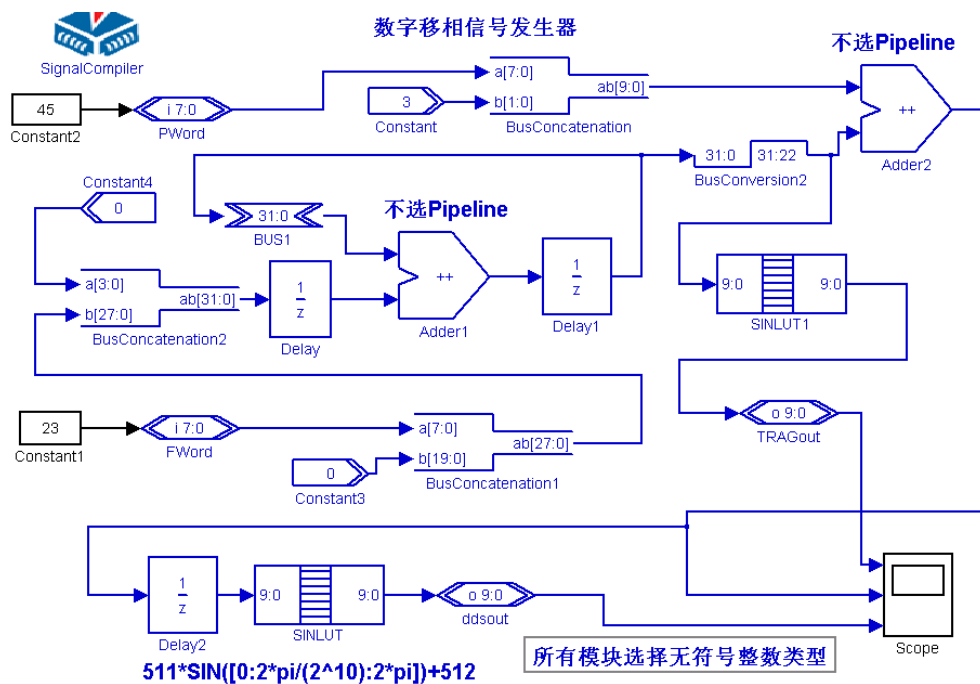 数字移相信号发生器
不选Pipeline
SignalCompiler
45
Constant2
i 7:0
PWord
3
Constant
a[7:0]
b[1:0]
ab[9:0]
BusConcatenation
++
Adder2
Constant4
0
31:0
BUS1
不选Pipeline
31:0 31:22
BusConversion2
a[3:0]
b[27:0]
ab[31:0]
BusConcatenation2
1
z
Delay
++
Adder1
1
z
Delay1
9:0 9:0
SINLUT1
23
Constant1
i 7:0
FWord
0
Constant3
a[7:0]
b[19:0]
ab[27:0]
BusConcatenation1
o 9:0
TRAGout
1
z
Delay2
9:0 9:0
SINLUT
o 9:0
ddsout
Scope
511*SIN([0:2*pi/(2^10):2*pi])+512
所有模块选择无符号整数类型